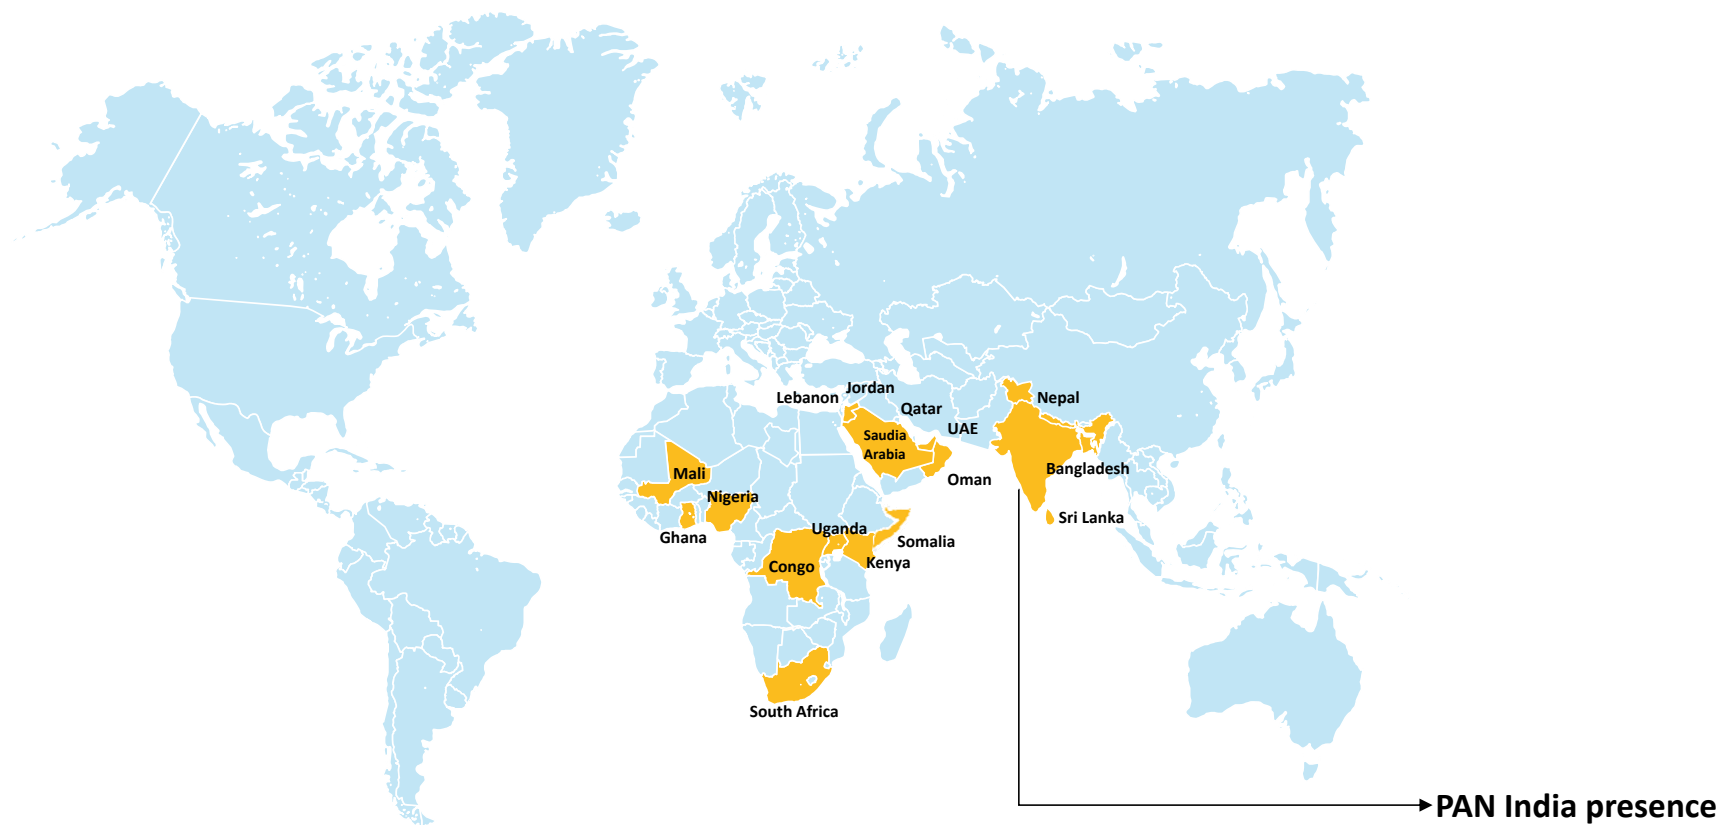 Jordan
Lebanon
Nepal
Qatar
UAE
Saudia
Arabia
Bangladesh
Mali
Oman
Nigeria
Sri Lanka
Uganda
Ghana
Somalia
Kenya
Congo
South Africa
PAN India presence